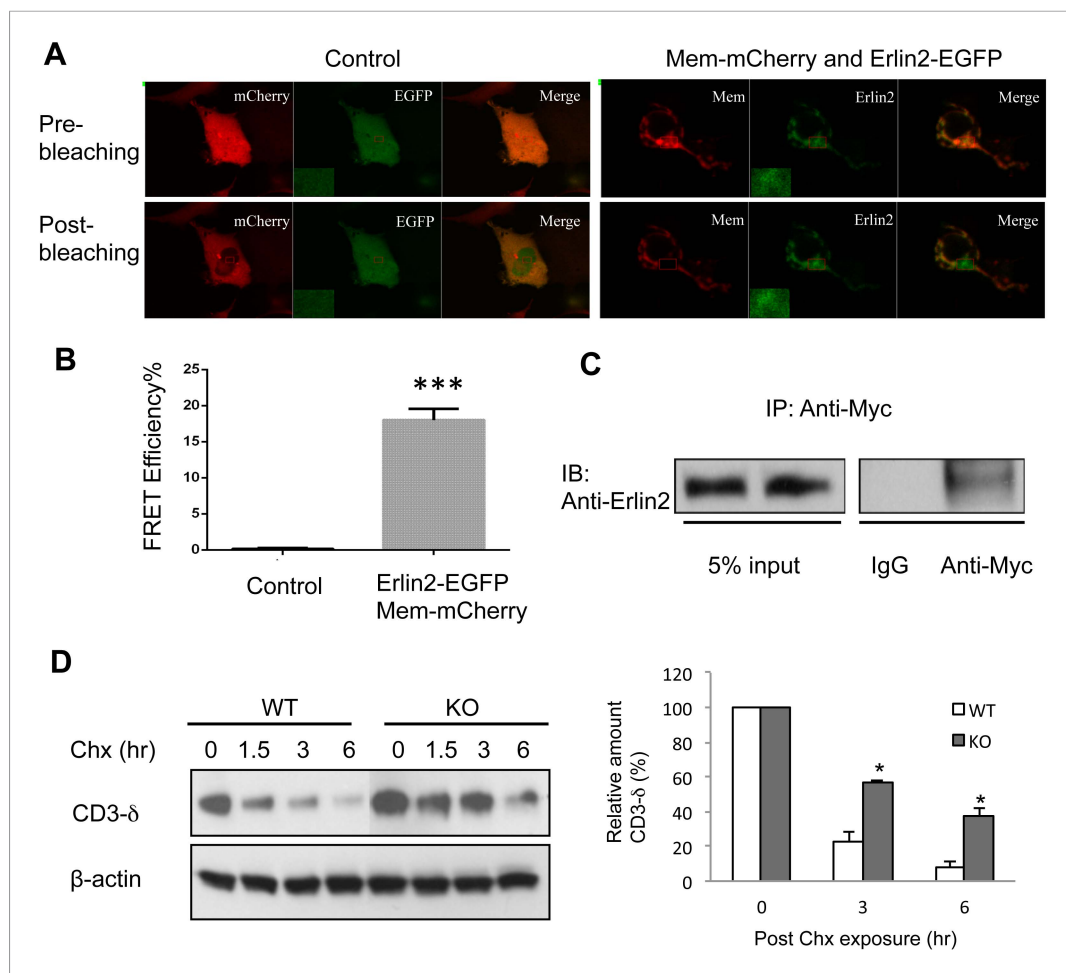 A
Control
Mem-mCherry and Erlin2-EGFP
Pre-
bleaching
mCherry
EGFP
Merge
Mem
Erlin2
Merge
Post-
bleaching
mCherry
EGFP
Merge
Mem
Erlin2
Merge
B
FRET Efficiency%
25
20
15
10
5
0
***
Control
Erlin2-EGFP
Mem-mCherry
C
IP: Anti-Myc
IB:
Anti-Erlin2
5% input
IgG
Anti-Myc
D
WT
KO
Chx (hr)
0
1.5
3
6
0
1.5
3
6
CD3-δ
β-actin
Relative amount
CD3-δ (%)
120
100
80
60
40
20
0
WT
KO
*
*
0
3
6
Post Chx exposure (hr)